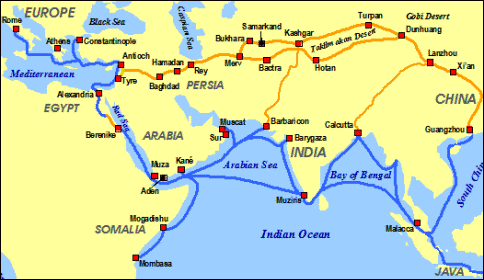 EUROPE
Rome
Black Sea
Caspian Sea
Samarkand
Turpan
Gobi Desert
Constantinople
Athens
Bukhara
Kashgar
Dunhuang
Taklimakan Desert
Antioch
Hamadan
Merv
Lanzhou
Mediterranean
Rey
Bactra
Hotan
Xi'an
Tyre
Baghdad
PERSIA
Alexandria
CHINA
EGYPT
Red Sea
Muscat
Barbaricon
Berenike
ARABIA
Sur
Barygaza
Calcutta
Guangzhou
INDIA
Kané
Muza
Arabian Sea
Bay of Bengal
South Chin
Aden
Muziris
Mogadishu
Malacca
SOMALIA
Indian Ocean
Mombasa
JAVA